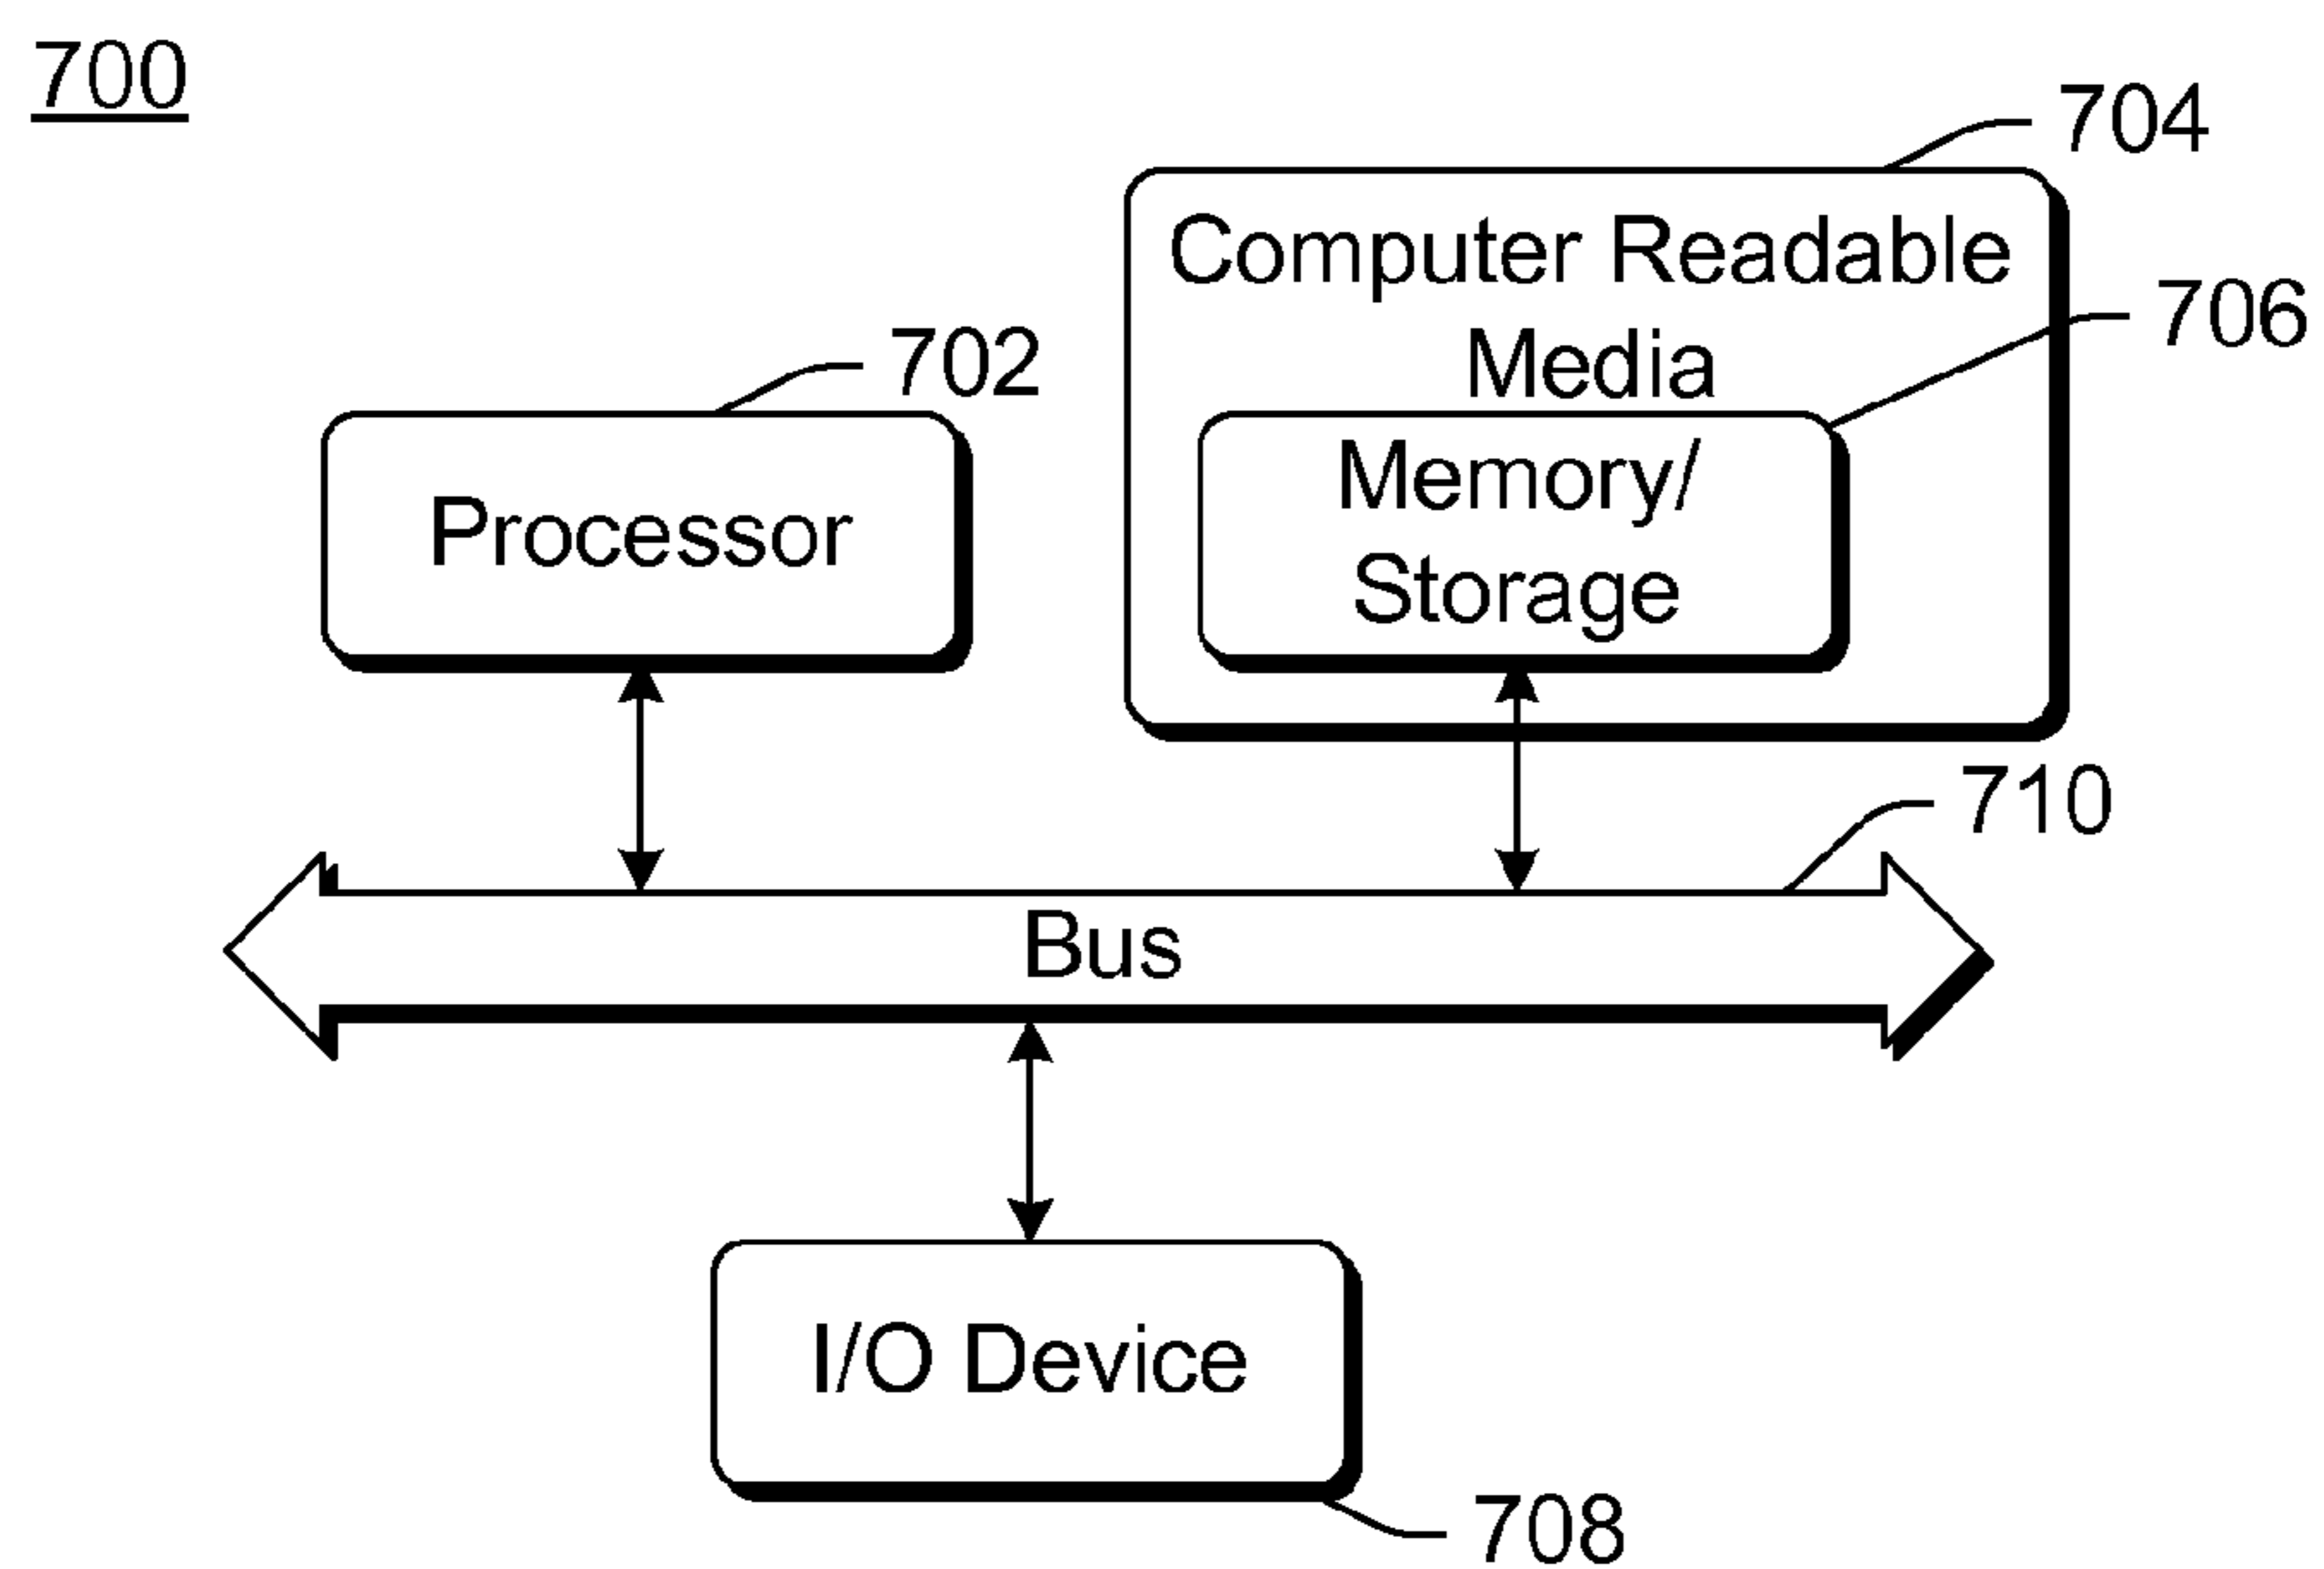 700
704
Computer Readable
Media
706
702
Processor
Memory/
Storage
710
Bus
I/O Device
708